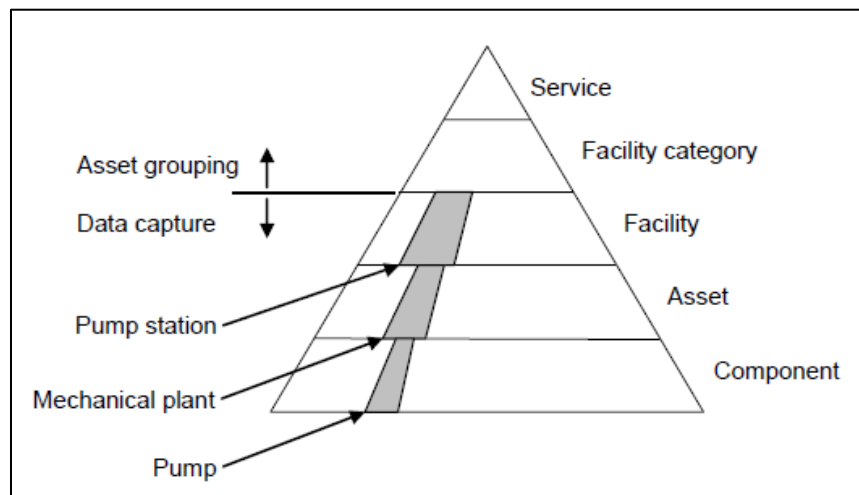 Service
Facility category
Asset grouping
Data capture
Facility
Asset
Pump station
Component
Mechanical plant
Pump